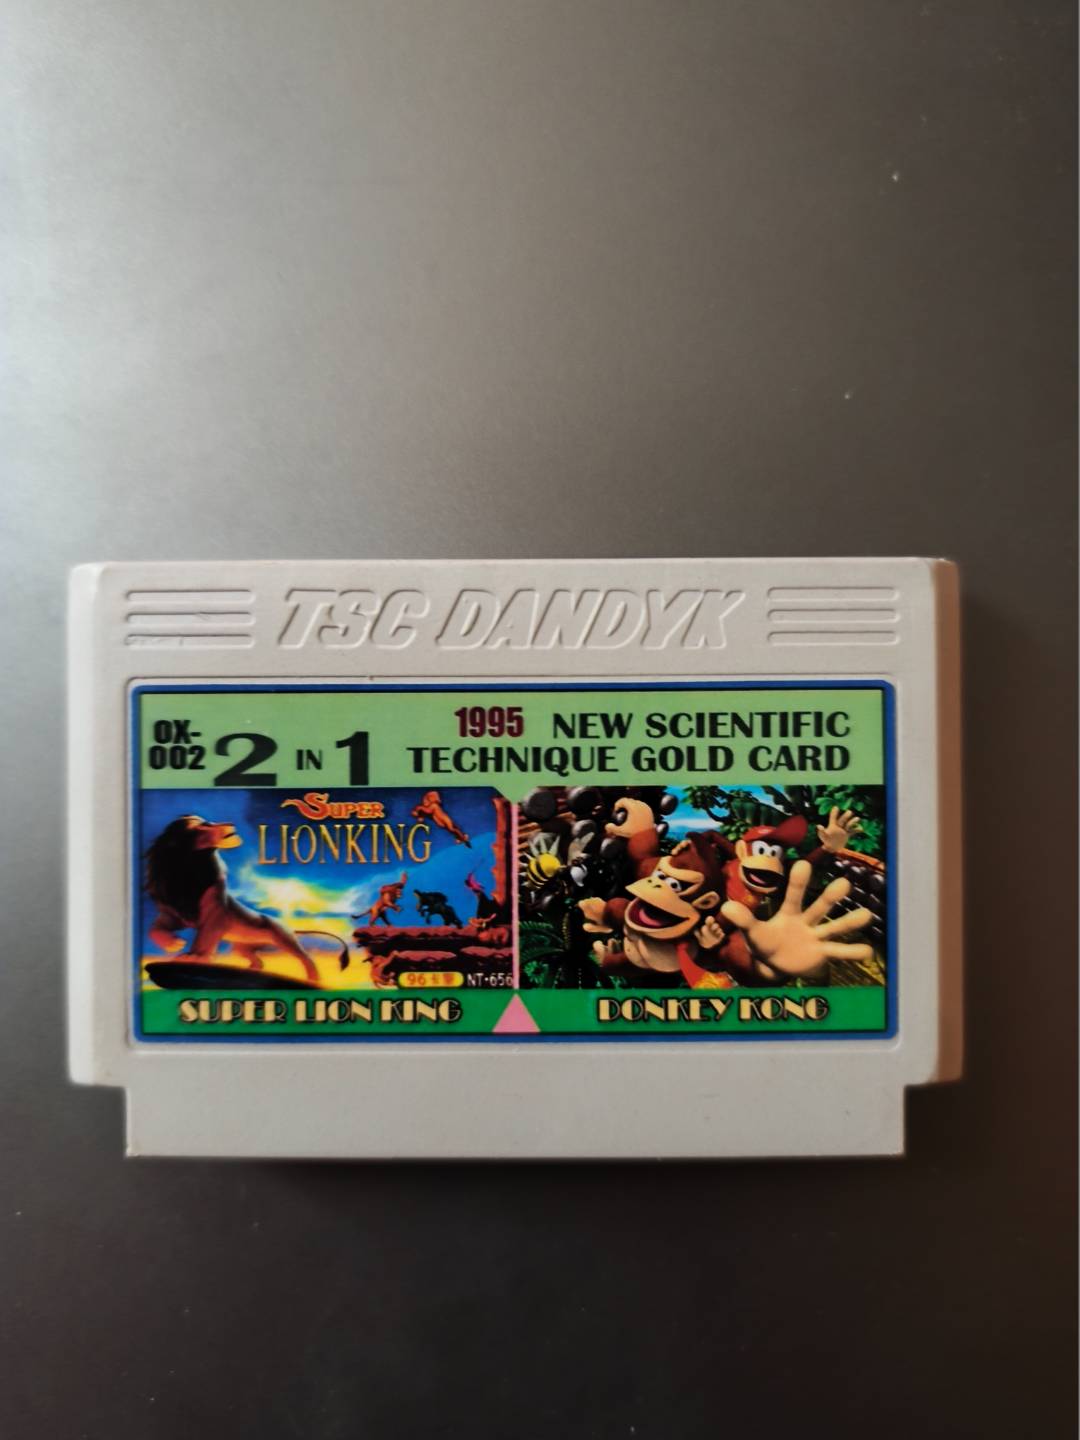 TSC DANDYK
OX-
002
2 IN 1
1995 NEW SCIENTIFIC
TECHNIQUE GOLD CARD
SUPER
LIONKING
NT-656
SUPER LION KING
DONKEY KONG